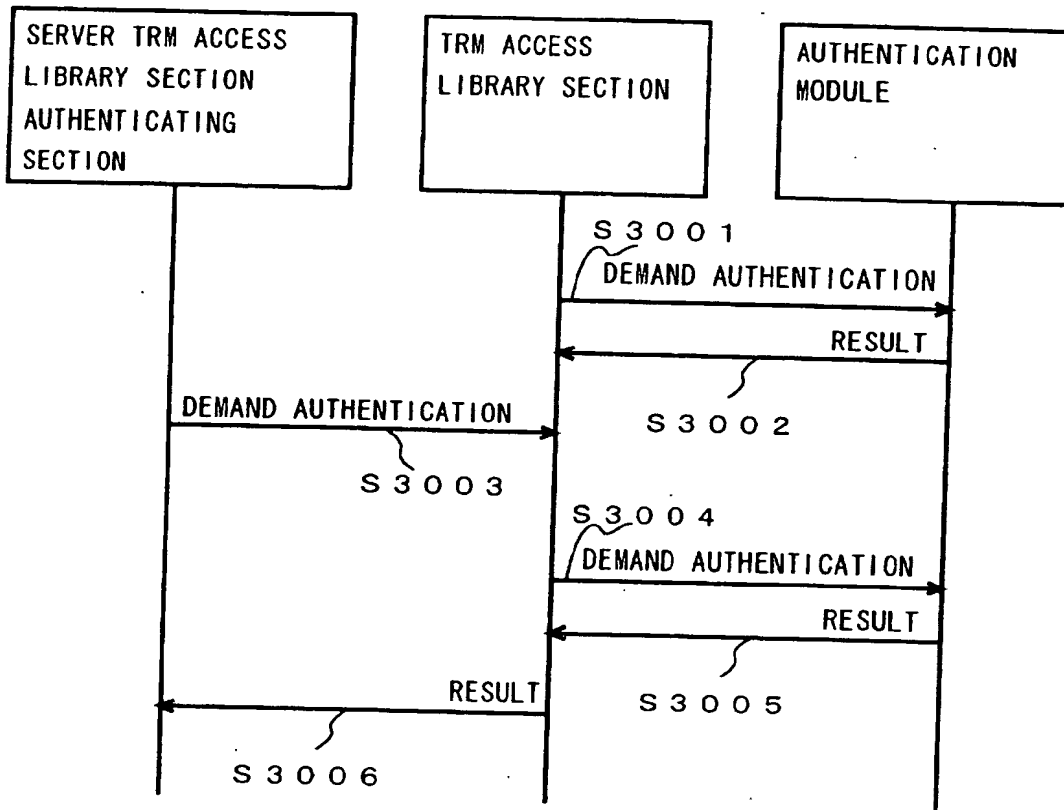 SERVER TRM ACCESS
LIBRARY SECTION
AUTHENTICATING
SECTION
TRM ACCESS
LIBRARY SECTION
AUTHENTICATION
MODULE
S3001
DEMAND AUTHENTICATION
RESULT
S3002
DEMAND AUTHENTICATION
S3003
S3004
DEMAND AUTHENTICATION
RESULT
S3005
RESULT
S3006